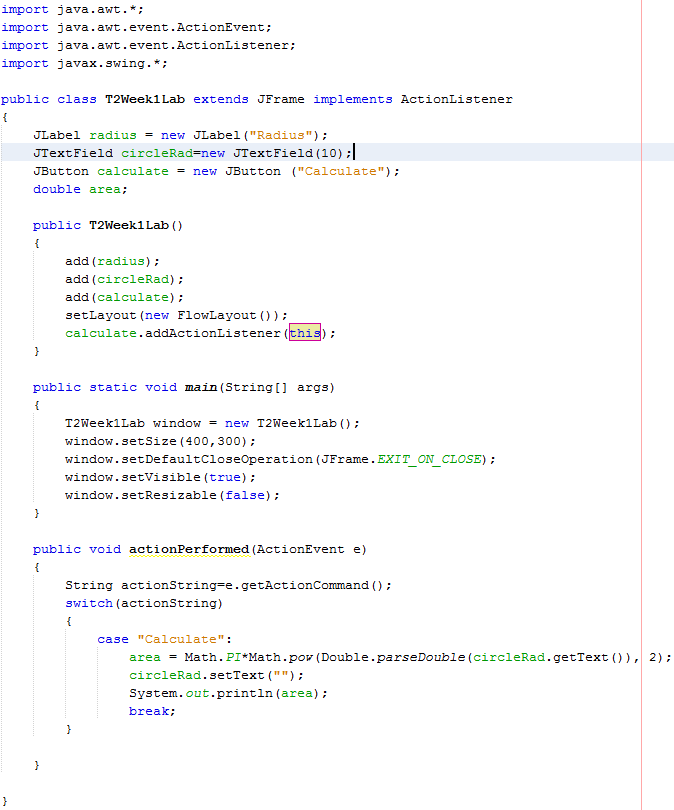 import java.awt.*;
import java.awt.event.ActionEvent;
import java.awt.event.ActionListener;
import javax.swing.*;
public class T2Week1Lab extends JFrame implements ActionListener
{
JLabel radius = new JLabel("Radius");
JTextField circleRad=new JTextField(10);
JButton calculate = new JButton ("Calculate");
double area;
public T2Week1Lab()
{
add(radius);
add(circleRad);
add(calculate);
setLayout(new FlowLayout());
calculate.addActionListener(this);
}
public static void main(String[] args)
{
T2Week1Lab window = new T2Week1Lab();
window.setSize(400,300);
window.setDefaultCloseOperation(JFrame.EXIT_ON_CLOSE);
window.setVisible(true);
window.setResizable(false);
}
public void actionPerformed(ActionEvent e)
{
String actionString=e.getActionCommand();
switch(actionString)
{
case "Calculate":
area = Math.PI*Math.pow(Double.parseDouble(circleRad.getText()), 2);
circleRad.setText("");
System.out.println(area);
break;
}
}
}